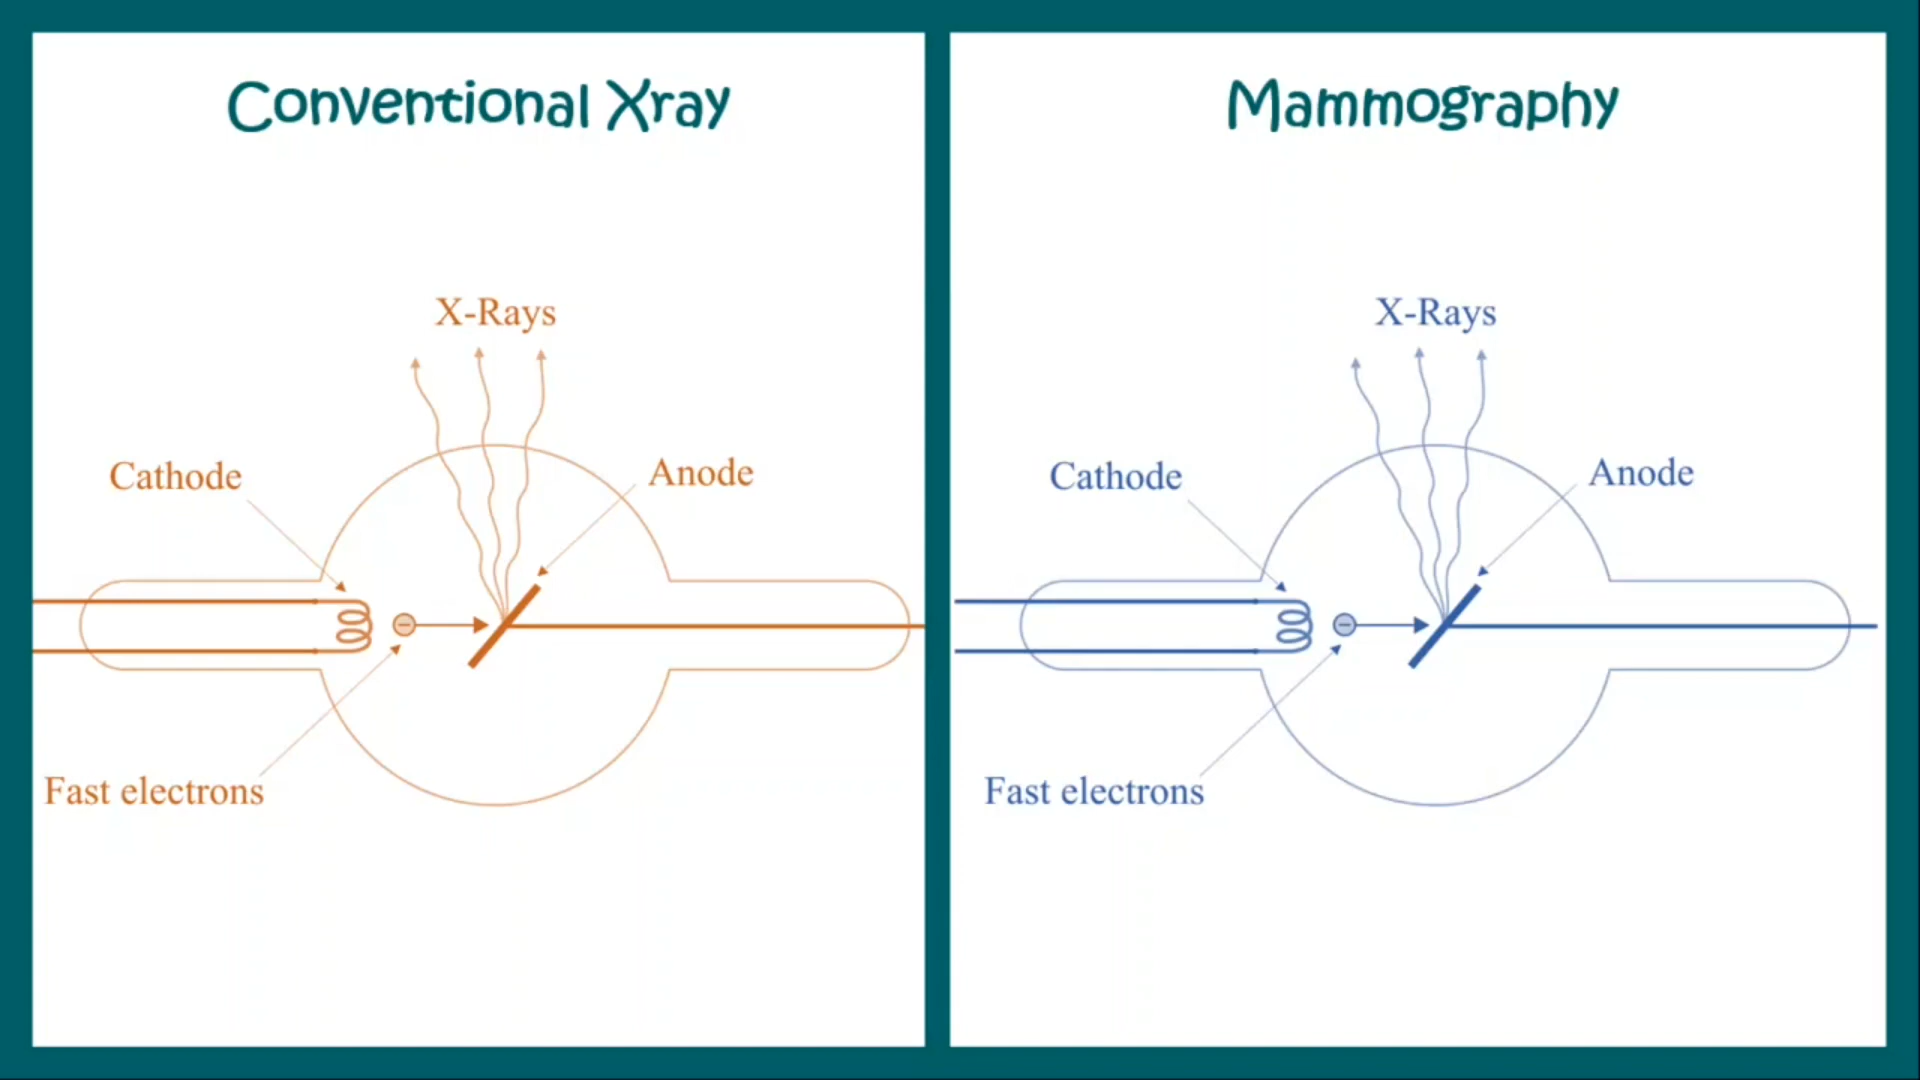 Conventional Xray
X-Rays
Cathode
Anode
Fast electrons
Mammography
X-Rays
Cathode
Anode
Fast electrons